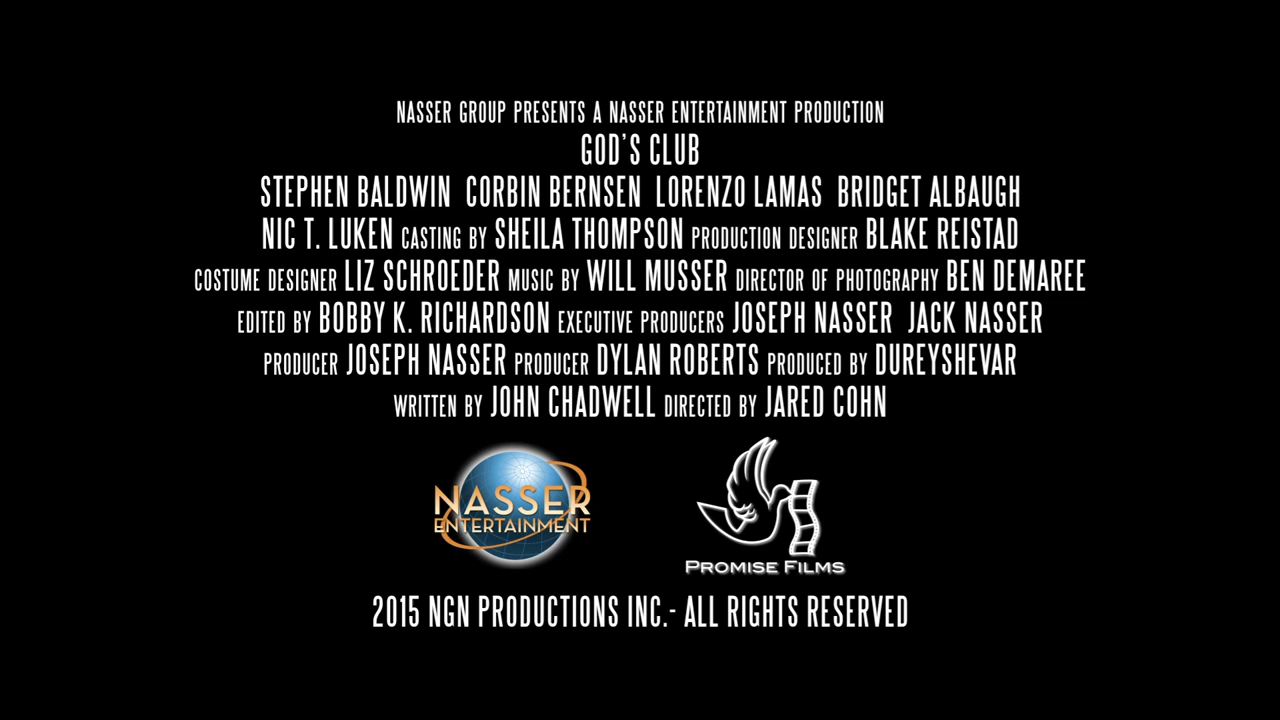 NASSER GROUP PRESENTS A NASSER ENTERTAINMENT PRODUCTION
GOD'S CLUB
STEPHEN BALDWIN CORBIN BERNSEN LORENZO LAMAS BRIDGET ALBAUGH
NIC T. LUKEN CASTING BY SHEILA THOMPSON PRODUCTION DESIGNER BLAKE REISTAD
COSTUME DESIGNER LIZ SCHROEDER MUSIC BY WILL MUSSER DIRECTOR OF PHOTOGRAPHY BEN DEMAREE
EDITED BY BOBBY K. RICHARDSON EXECUTIVE PRODUCERS JOSEPH NASSER JACK NASSER
PRODUCER JOSEPH NASSER PRODUCER DYLAN ROBERTS PRODUCED BY DUREYSHEVAR
WRITTEN BY JOHN CHADWELL DIRECTED BY JARED COHN
NASSER
ENTERTAINMENT
PROMISE FILMS
2015 NGN PRODUCTIONS INC.- ALL RIGHTS RESERVED